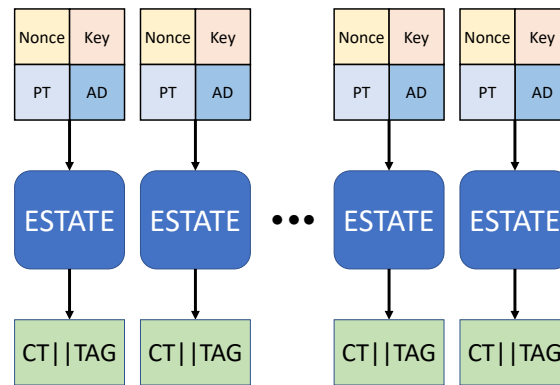 Nonce Key Nonce Key Nonce Key Nonce Key
PT AD PT AD PT AD PT AD
ESTATE ESTATE ••• ESTATE ESTATE
CT||TAG CT||TAG CT||TAG CT||TAG